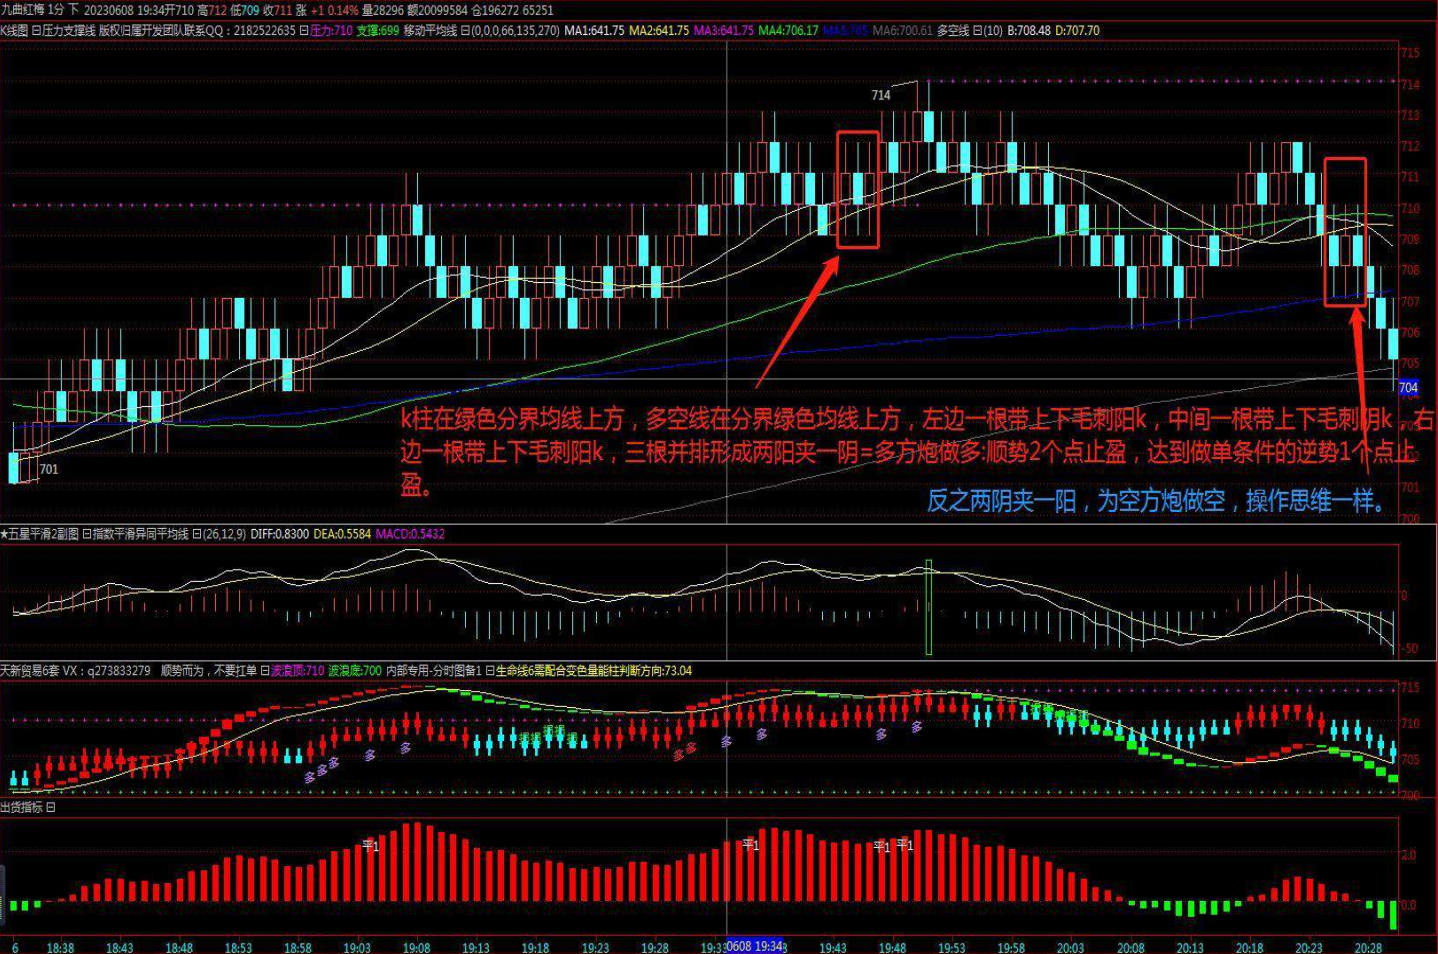 九曲红梅 1分 下 20230608 19:34开710 高712 低709 收711 涨 +1 0.14% 量28296 额20099584 仓196272 65251
K线图 压力支撑线 版权归属开发团队联系QQ：2182522635 压力:710 支撑:699 移动平均线 (0,0,0,66,135,270) MA1:641.75 MA2:641.75 MA3:641.75 MA4:706.17 MA5:705 MA6:700.61 多空线 (10) B:708.48 D:707.70
715
714
714
713
712
711
710
709
708
707
706
705
704
k柱在绿色分界均线上方，多空线在分界绿色均线上方，左边一根带上下毛刺阳k，中间一根带上下毛刺阴k，右
边一根带上下毛刺阳k，三根并排形成两阳夹一阴=多方炮做多:顺势2个点止盈，达到做单条件的逆势1个点止
盈。
701
702
701
反之两阴夹一阳，为空方炮做空，操作思维一样。
700
★五星平滑2副图 指数平滑异同平均线 (26,12,9) DIFF:0.8300 DEA:0.5584 MACD:0.5432
0
-50
天新贸易6套 VX：q273833279 顺势而为，不要扛单 波浪顶:710 波浪底:700 内部专用-分时图备1 生命线6需配合变色量能柱判断方向:73.04
715
710
705
700
多 多 多 多 多 多 多 多 多 多 多
出货指标
平1 平1 平1 平1
2.0
0.0
6 18:38 18:43 18:48 18:53 18:58 19:03 19:08 19:13 19:18 19:23 19:28 19:33 0608 19:34 19:43 19:48 19:53 19:58 20:03 20:08 20:13 20:18 20:23 20:28